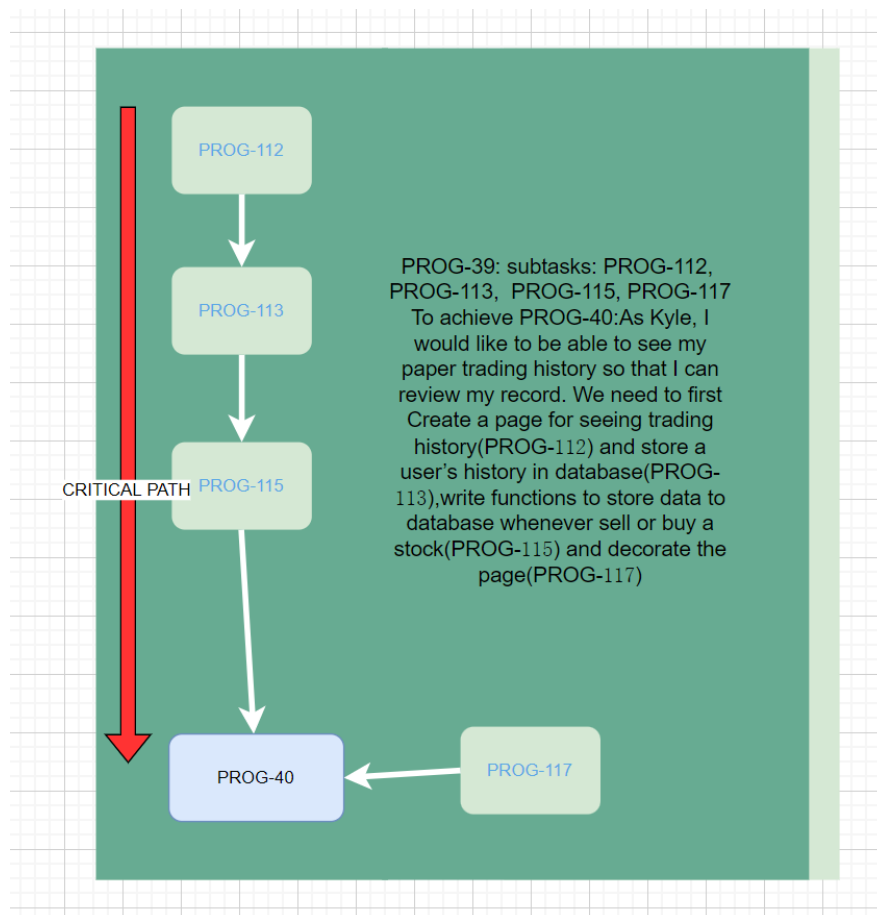 PROG-112
PROG-113
PROG-39: subtasks: PROG-112,
PROG-113, PROG-115, PROG-117
To achieve PROG-40:As Kyle, I
would like to be able to see my
paper trading history so that I can
review my record. We need to first
Create a page for seeing trading
history(PROG-112) and store a
user's history in database(PROG-
113),write functions to store data to
database whenever sell or buy a
stock(PROG-115) and decorate the
page(PROG-117)
CRITICAL PATH
PROG-115
PROG-40
PROG-117